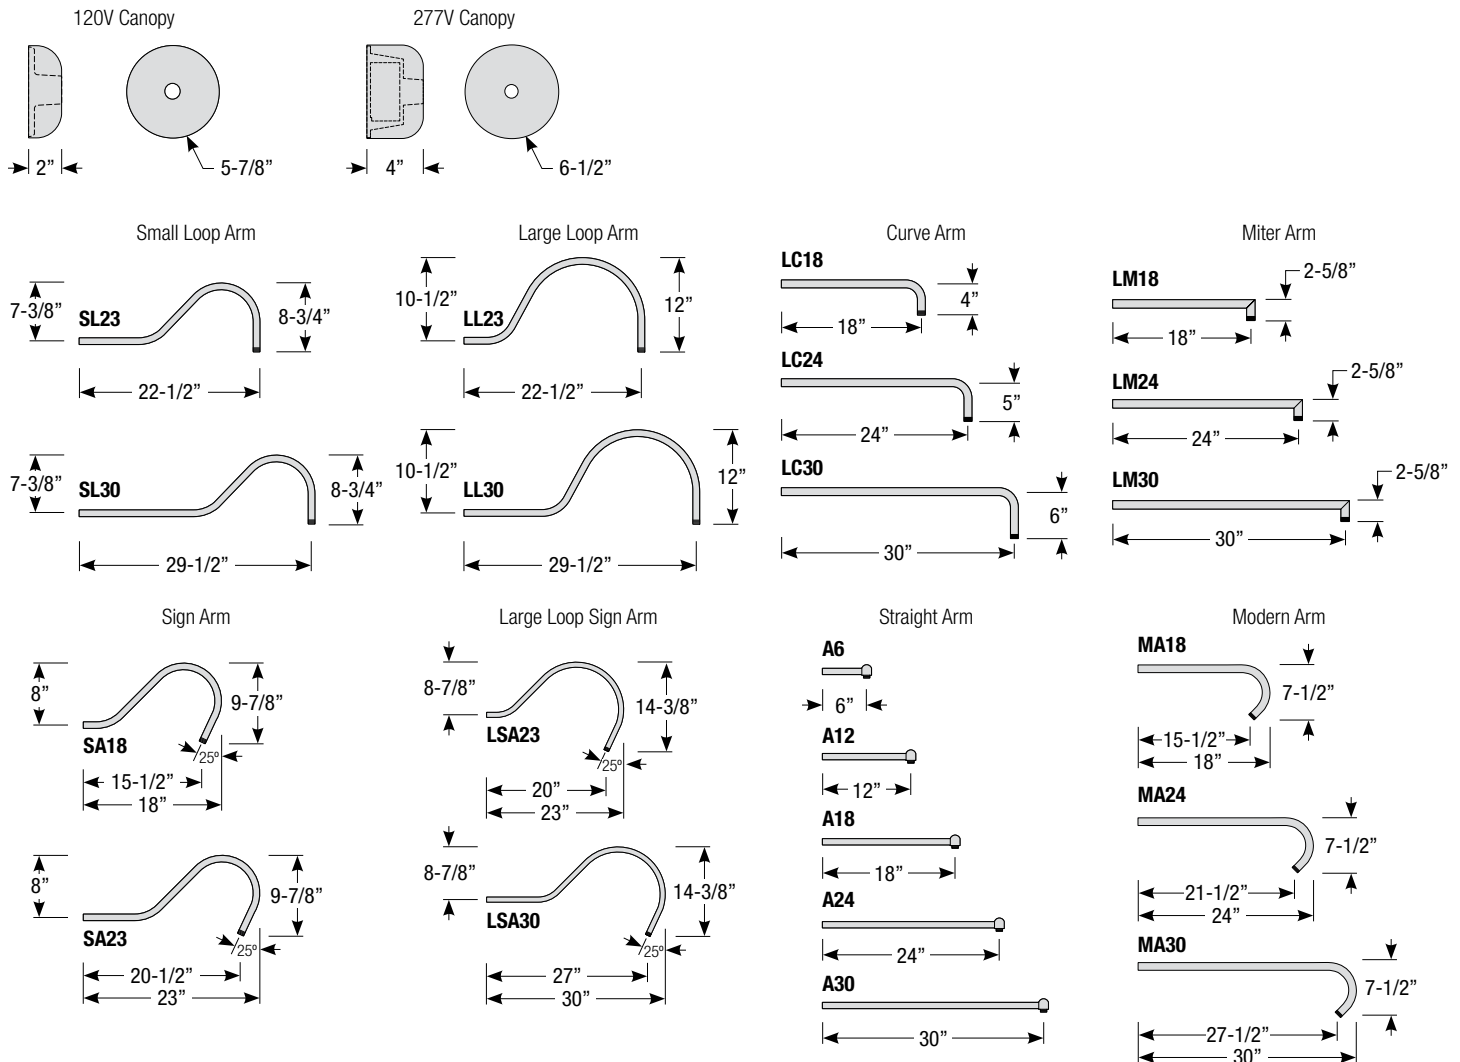 120V Canopy
277V Canopy
2”
5-7/8”
4”
6-1/2”
Small Loop Arm
7-3/8”
SL23
8-3/4”
22-1/2”
7-3/8”
SL30
8-3/4”
29-1/2”
Large Loop Arm
10-1/2”
LL23
12”
22-1/2”
10-1/2”
LL30
12”
29-1/2”
Curve Arm
LC18
4”
18”
LC24
5”
24”
LC30
6”
30”
Miter Arm
LM18
2-5/8”
18”
LM24
2-5/8”
24”
LM30
2-5/8”
30”
Sign Arm
8”
9-7/8”
SA18
25º
15-1/2”
18”
8”
9-7/8”
SA23
25º
20-1/2”
23”
Large Loop Sign Arm
8-7/8”
14-3/8”
LSA23
25º
20”
23”
8-7/8”
14-3/8”
LSA30
25º
27”
30”
Straight Arm
A6
6”
A12
12”
A18
18”
A24
24”
A30
30”
Modern Arm
MA18
7-1/2”
15-1/2”
18”
MA24
7-1/2”
21-1/2”
24”
MA30
7-1/2”
27-1/2”
30”